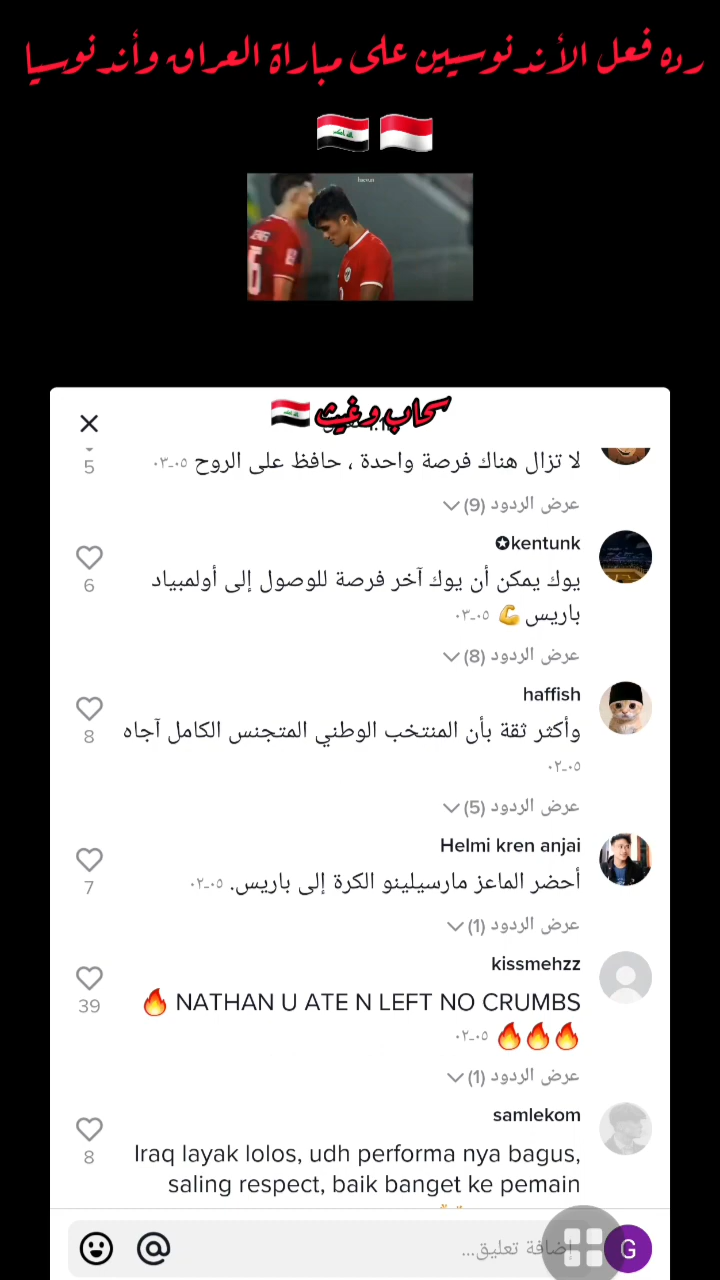 رده فعل الأندنوسيين على مباراة العراق وأندنوسيا
سحاب وغيث
5
لا تزال هناك فرصة واحدة ، حافظ على الروح ٠٥-٠٣
عرض الردود (9)
kentunk✪
يوك يمكن أن يوك آخر فرصة للوصول إلى أولمبياد
باريس💪 ٠٥-٠٣
6
عرض الردود (8)
haffish
وأكثر ثقة بأن المنتخب الوطني المتجنس الكامل آجاه
٠٥-٠٢
8
عرض الردود (5)
Helmi kren anjai
أحضر الماعز مارسيلينو الكرة إلى باريس. ٠٥-٠٢
7
عرض الردود (1)
kissmehzz
NATHAN U ATE N LEFT NO CRUMBS 🔥
🔥🔥🔥 ٠٥-٠٢
39
عرض الردود (1)
samlekom
Iraq layak lolos, udh performa nya bagus,
saling respect, baik banget ke pemain
8
إضافة تعليق...
@
G